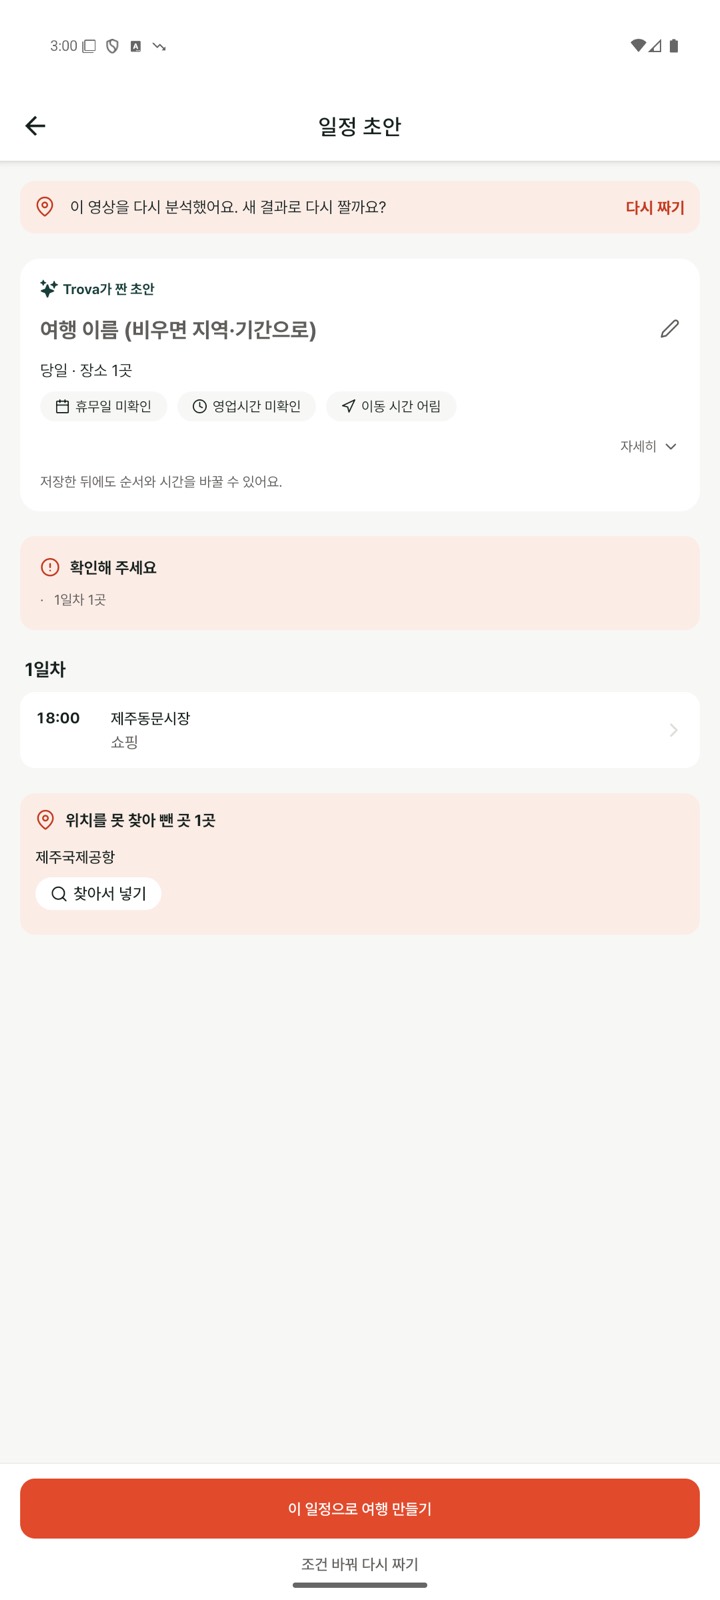 3:00
일정 초안
이 영상을 다시 분석했어요. 새 결과로 다시 짤까요?
다시 짜기
Trova가 짠 초안
여행 이름 (비우면 지역·기간으로)
당일 · 장소 1곳
휴무일 미확인
영업시간 미확인
이동 시간 어림
자세히
저장한 뒤에도 순서와 시간을 바꿀 수 있어요.
확인해 주세요
· 1일차 1곳
1일차
18:00 제주동문시장
쇼핑
위치를 못 찾아 뺀 곳 1곳
제주국제공항
찾아서 넣기
이 일정으로 여행 만들기
조건 바꿔 다시 짜기